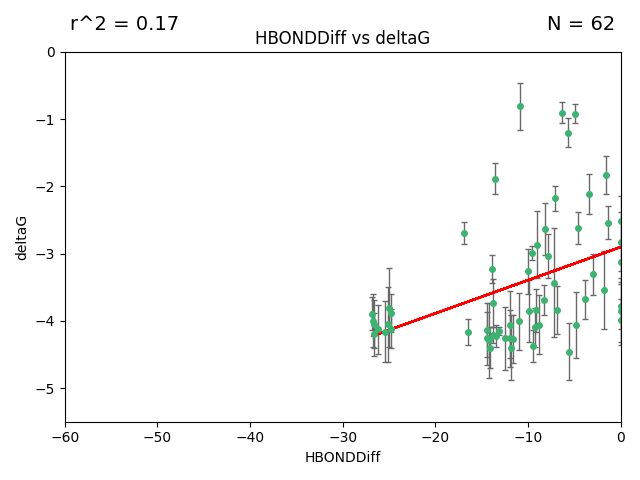 r^2 = 0.17
N = 62
HBONDDiff vs deltaG
0
−1
−2
−3
−4
−5
deltaG
−60 −50 −40 −30 −20 −10 0
HBONDDiff